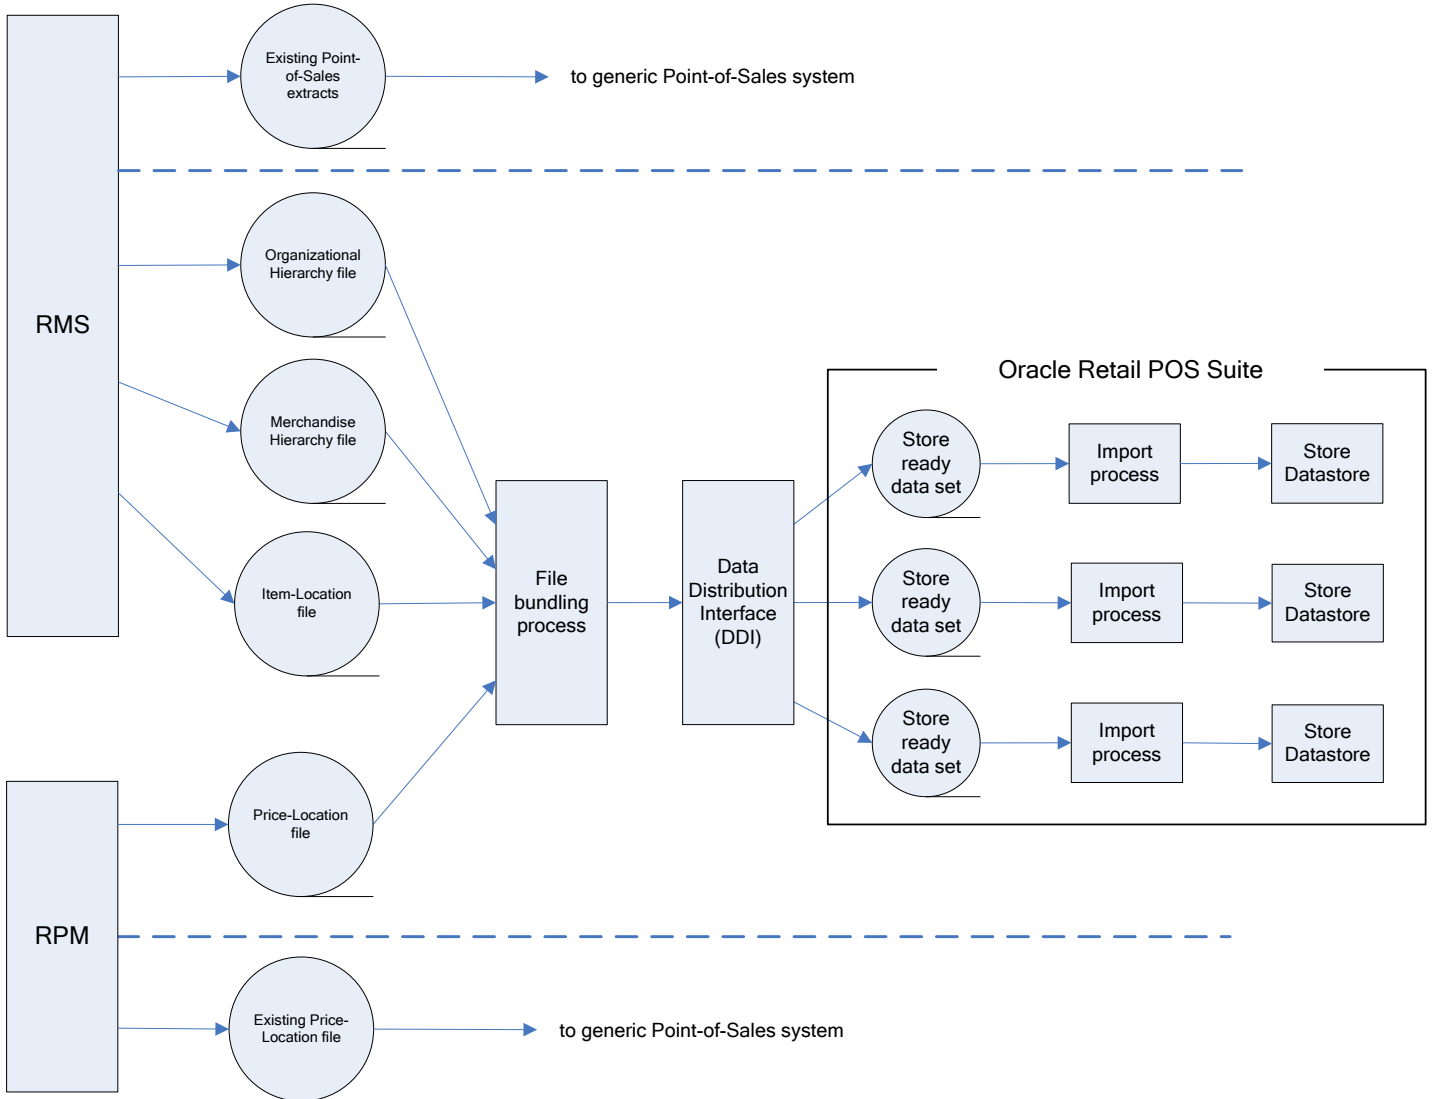 Existing Point-
of-Sales
extracts
to generic Point-of-Sales system
Organizational
Hierarchy file
RMS
Merchandise
Hierarchy file
Item-Location
file
File
bundling
process
Data
Distribution
Interface
(DDI)
Oracle Retail POS Suite
Store
ready
data set
Import
process
Store
Datastore
Store
ready
data set
Import
process
Store
Datastore
Store
ready
data set
Import
process
Store
Datastore
Price-Location
file
RPM
Existing Price-
Location file
to generic Point-of-Sales system